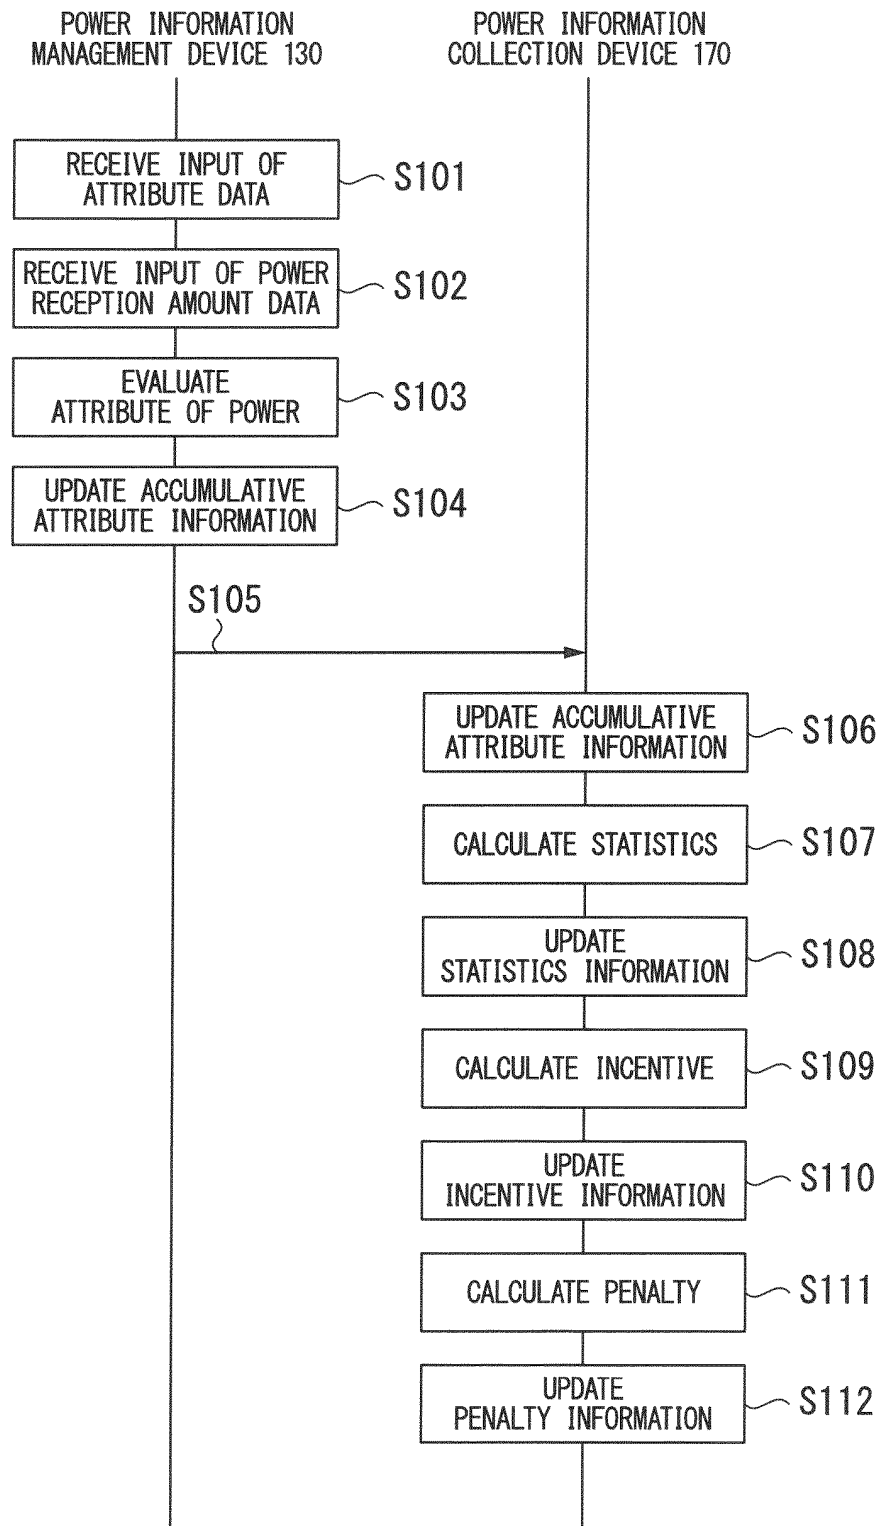 POWER INFORMATION
MANAGEMENT DEVICE 130
POWER INFORMATION
COLLECTION DEVICE 170
RECEIVE INPUT OF
ATTRIBUTE DATA
S101
RECEIVE INPUT OF POWER
RECEPTION AMOUNT DATA
S102
EVALUATE
ATTRIBUTE OF POWER
S103
UPDATE ACCUMULATIVE
ATTRIBUTE INFORMATION
S104
S105
UPDATE ACCUMULATIVE
ATTRIBUTE INFORMATION
S106
CALCULATE STATISTICS
S107
UPDATE
STATISTICS INFORMATION
S108
CALCULATE INCENTIVE
S109
UPDATE
INCENTIVE INFORMATION
S110
CALCULATE PENALTY
S111
UPDATE
PENALTY INFORMATION
S112